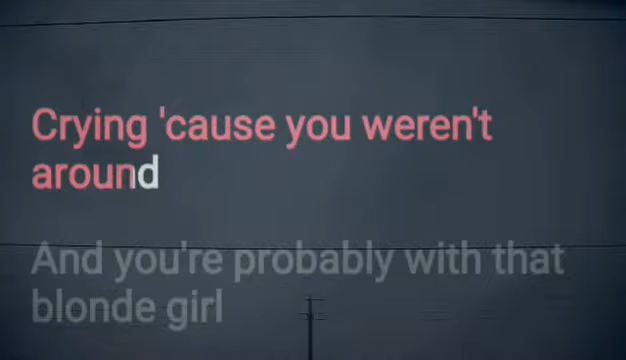 Crying 'cause you weren't
around
And you're probably with that
blonde girl